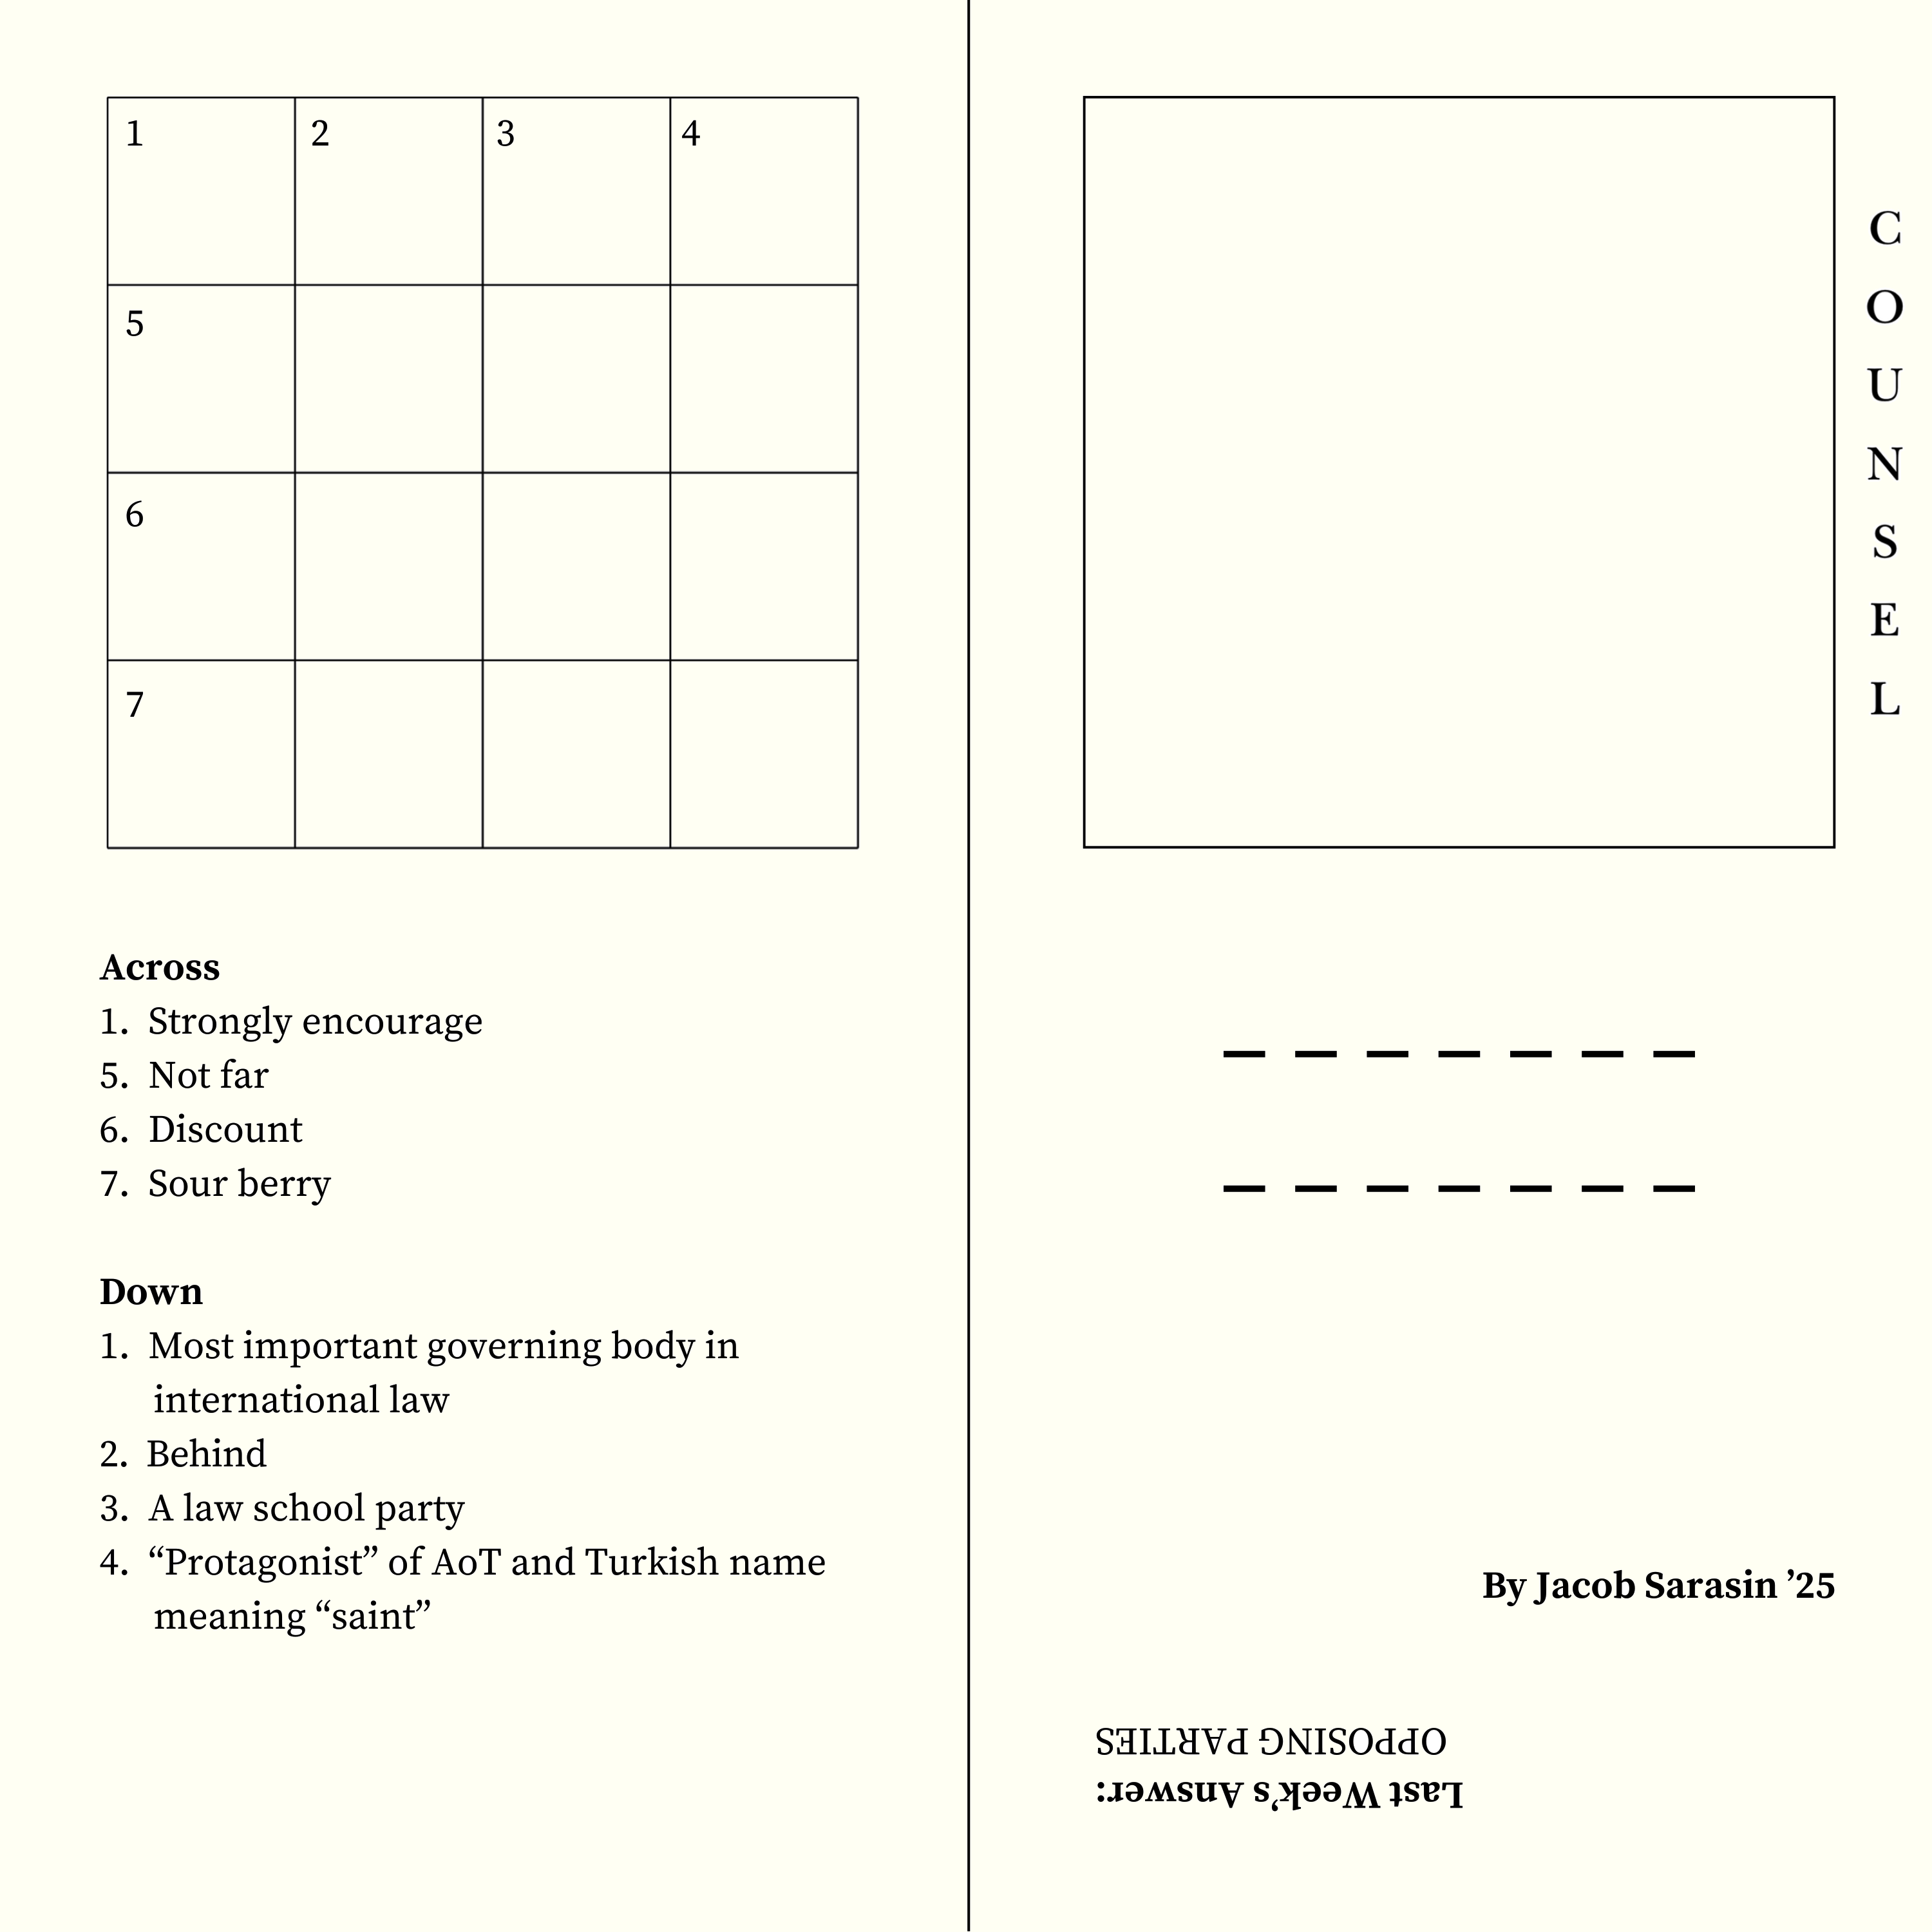 1 2 3 4
5
6
7
Across
1. Strongly encourage
5. Not far
6. Discount
7. Sour berry
Down
1. Most important governing body in
international law
2. Behind
3. A law school party
4. “Protagonist” of AoT and Turkish name
meaning “saint”
C
O
U
N
S
E
L
By Jacob Sarasin ’25
Last Week’s Answer:
OPPOSING PARTIES